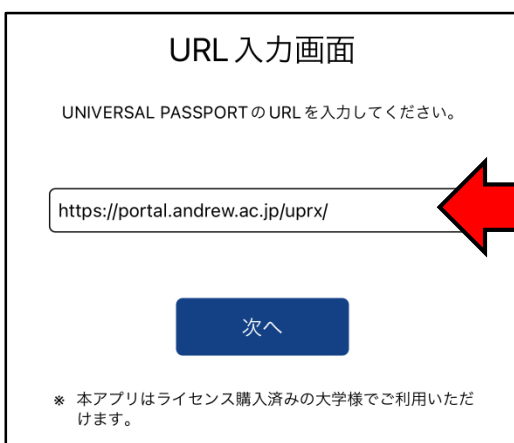 URL入力画面
UNIVERSAL PASSPORTのURLを入力してください。
https://portal.andrew.ac.jp/uprx/
次へ
※ 本アプリはライセンス購入済みの大学様でご利用いただ
けます。